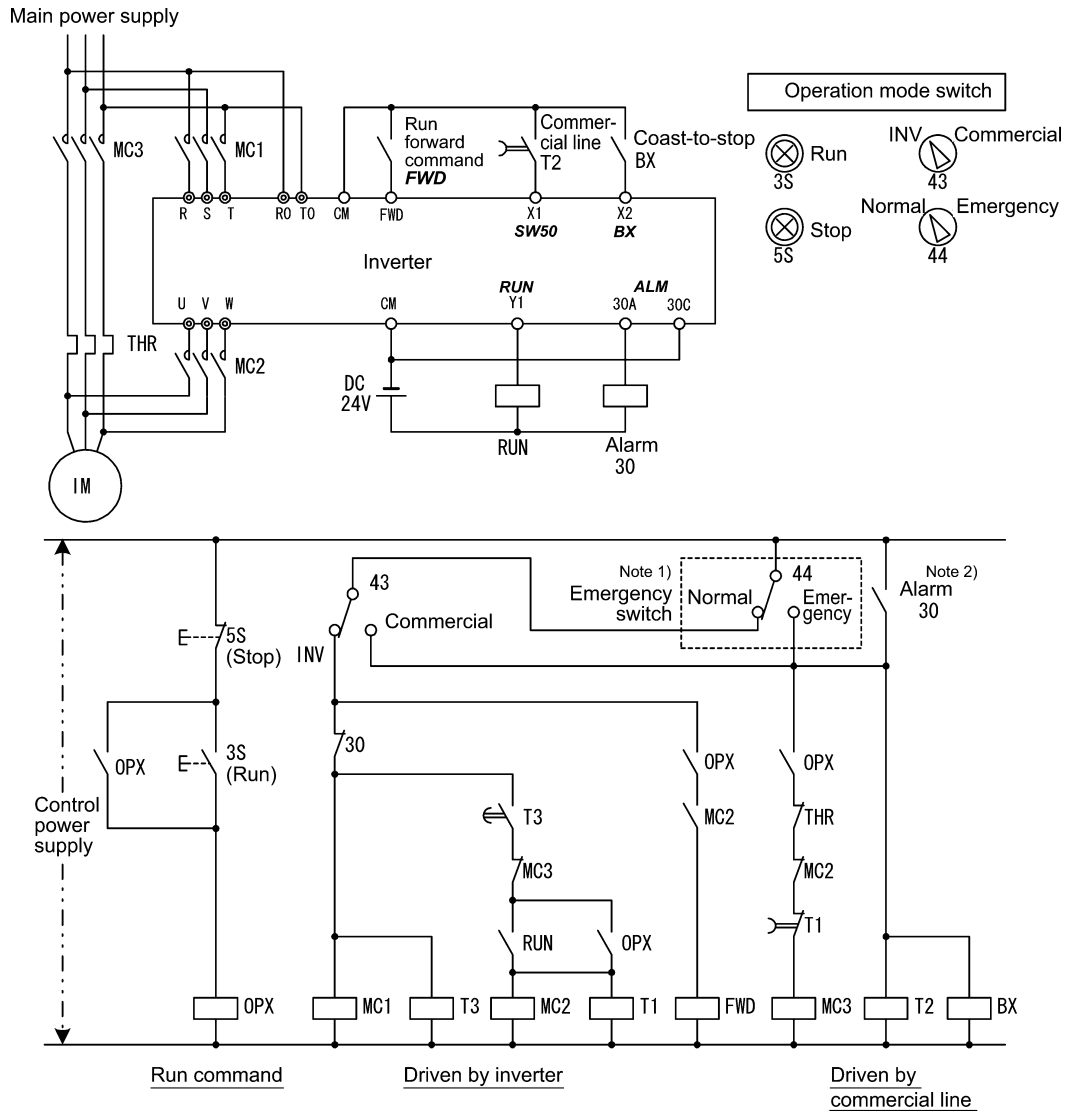 Main power supply
Operation mode switch
MC3
MC1
Run
forward
command
FWD
Commer-
cial line
T2
Coast-to-stop
BX
Run
3S
INV
Commercial
43
Stop
5S
Normal
Emergency
44
R S T R0 T0 CM FWD X1 X2
SW50 BX
Inverter
RUN ALM
U V W CM Y1 30A 30C
THR
MC2
DC
24V
RUN
Alarm
30
IM
Note 1)
Emergency
switch
43
Commercial
INV
44
Normal
Emer-
gency
Note 2)
Alarm
30
5S
(Stop)
OPX
3S
(Run)
30
T3
MC3
RUN
OPX
OPX
MC2
OPX
THR
MC2
T1
Control
power
supply
OPX
MC1
T3
MC2
T1
FWD
MC3
T2
BX
Run command
Driven by inverter
Driven by
commercial line